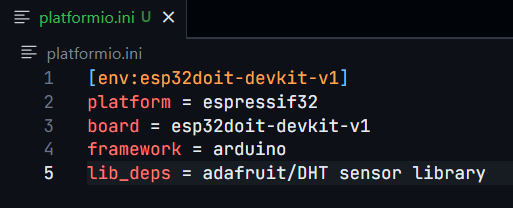 platformio.ini U
platformio.ini
1 [env:esp32doit-devkit-v1]
2 platform = espressif32
3 board = esp32doit-devkit-v1
4 framework = arduino
5 lib_deps = adafruit/DHT sensor library